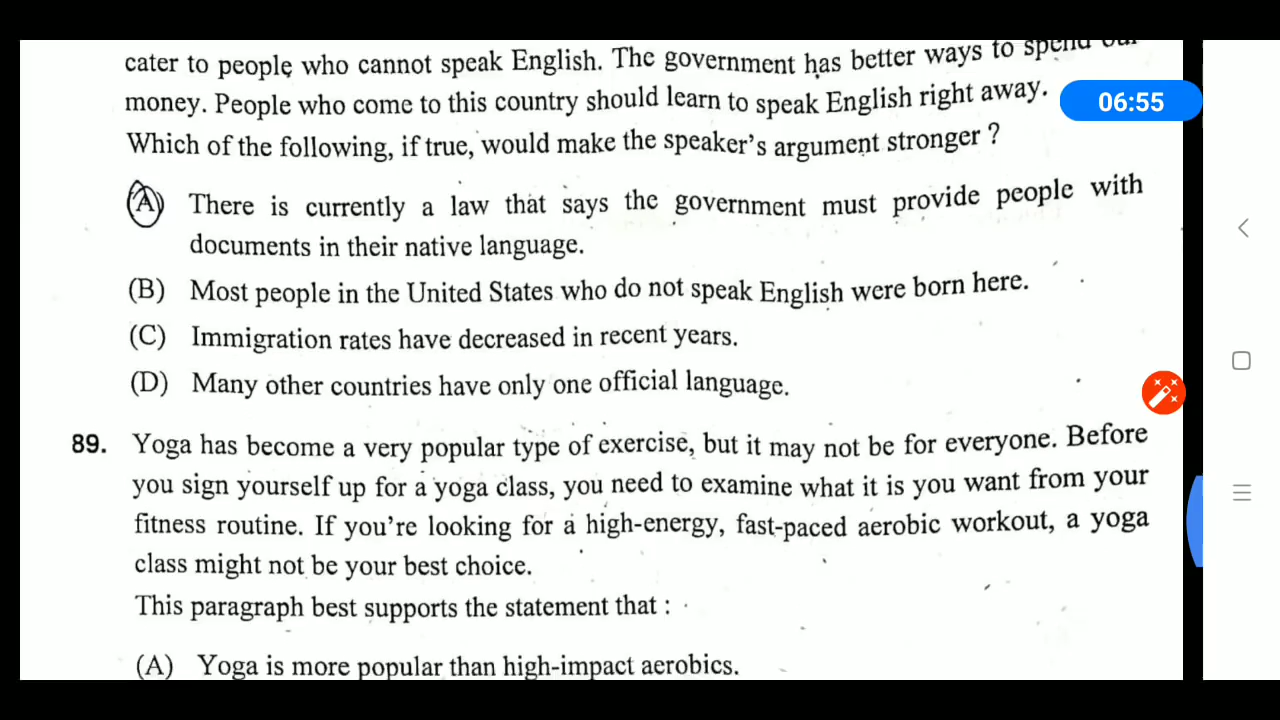 cater to people who cannot speak English. The government has better ways to spend our
money. People who come to this country should learn to speak English right away.
06:55
Which of the following, if true, would make the speaker's argument stronger ?
(A) There is currently a law that says the government must provide people with
documents in their native language.
(B) Most people in the United States who do not speak English were born here.
(C) Immigration rates have decreased in recent years.
(D) Many other countries have only one official language.
89. Yoga has become a very popular type of exercise, but it may not be for everyone. Before
you sign yourself up for a yoga class, you need to examine what it is you want from your
fitness routine. If you're looking for a high-energy, fast-paced aerobic workout, a yoga
class might not be your best choice.
This paragraph best supports the statement that :
(A) Yoga is more popular than high-impact aerobics.